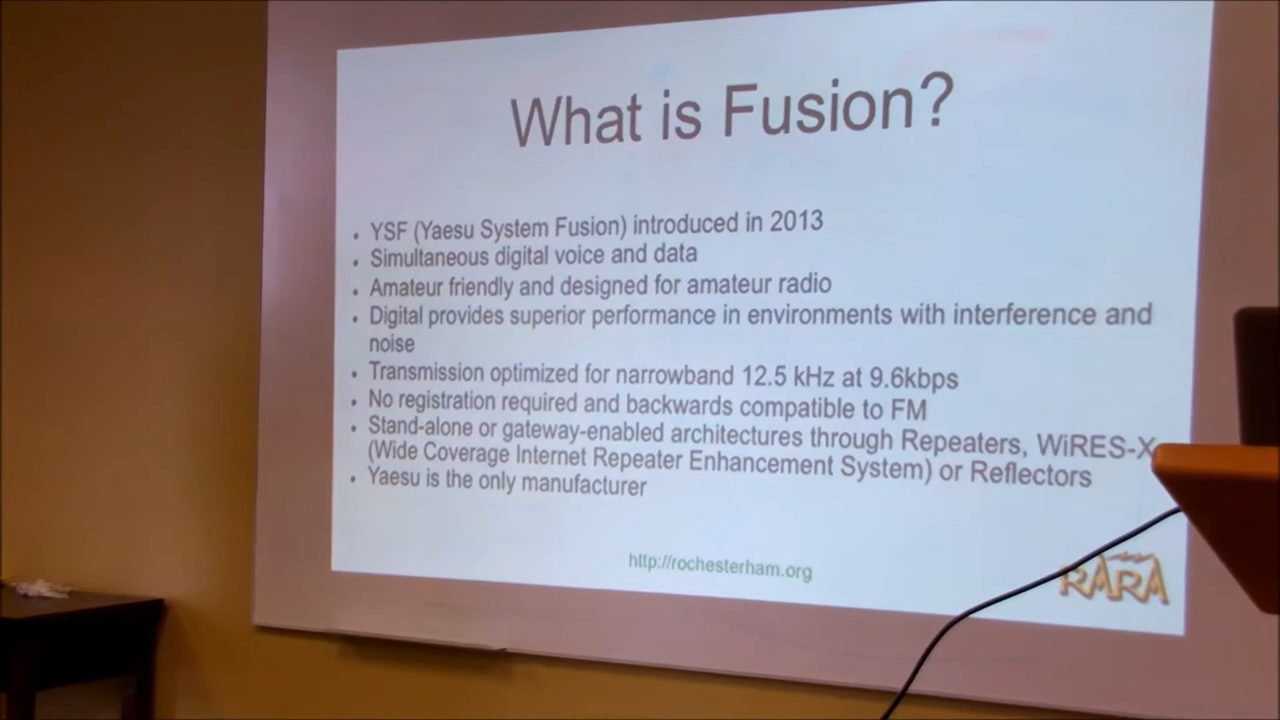 What is Fusion?
• YSF (Yaesu System Fusion) introduced in 2013
• Simultaneous digital voice and data
• Amateur friendly and designed for amateur radio
• Digital provides superior performance in environments with interference and
noise
• Transmission optimized for narrowband 12.5 kHz at 9.6kbps
• No registration required and backwards compatible to FM
• Stand-alone or gateway-enabled architectures through Repeaters, WiRES-X
(Wide Coverage Internet Repeater Enhancement System) or Reflectors
• Yaesu is the only manufacturer
http://rochesterham.org
RARA